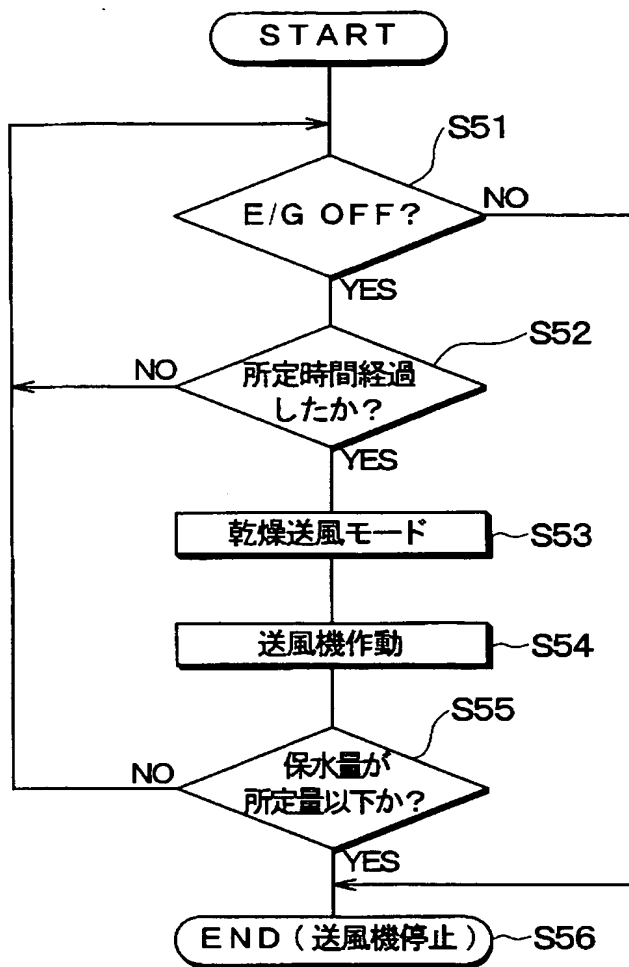 START
S51
E/G OFF?
NO
YES
S52
NO
所定時間経過
したか?
YES
乾燥送風モード
S53
送風機作動
S54
S55
NO
保水量が
所定量以下か?
YES
END(送風機停止)
S56